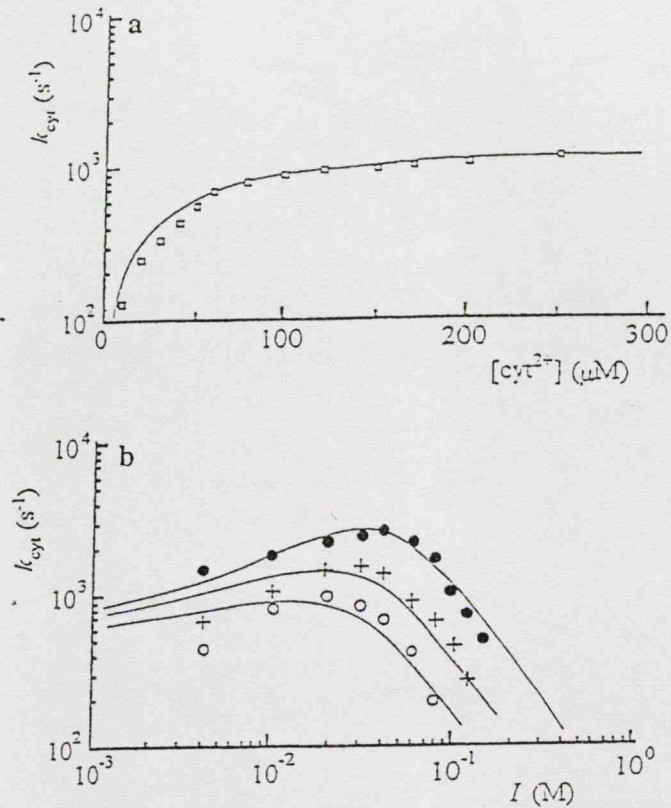 10⁴
a
k_cyt (s⁻¹)
10³
10²
0 100 200 300
[cyt²⁺] (μM)
10⁴
b
k_cyt (s⁻¹)
10³
10²
10⁻³ 10⁻² 10⁻¹ 10⁰
I (M)